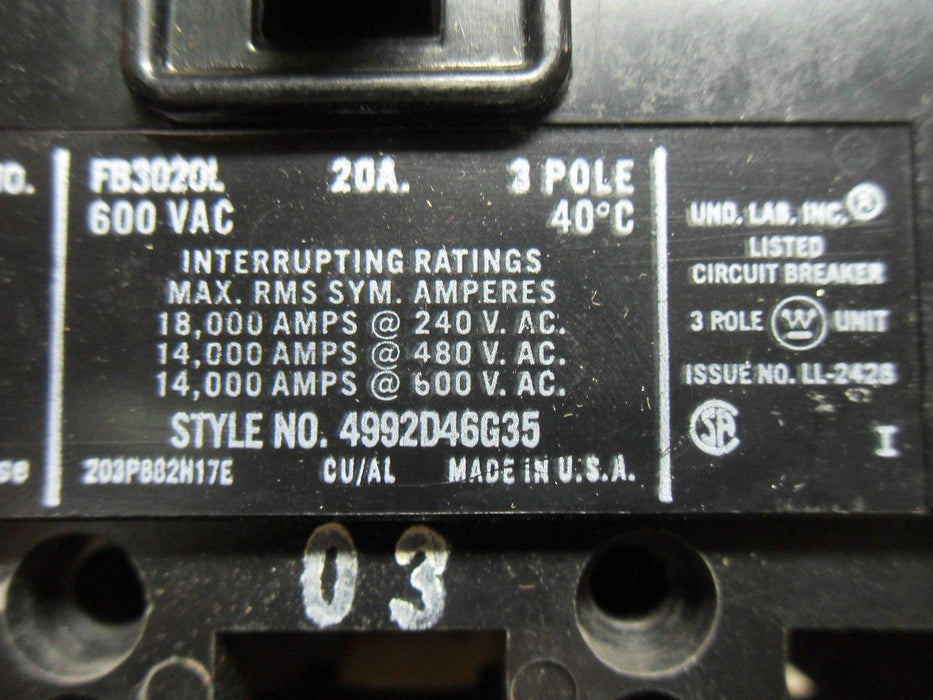 FB3020L 20A. 3 POLE
600 VAC 40°C
INTERRUPTING RATINGS
MAX. RMS SYM. AMPERES
18,000 AMPS @ 240 V. AC.
14,000 AMPS @ 480 V. AC.
14,000 AMPS @ 600 V. AC.
STYLE NO. 4992D46G35
203P882H17E CU/AL MADE IN U.S.A.
UND. LAB. INC.®
LISTED
CIRCUIT BREAKER
3 POLE W UNIT
ISSUE NO. LL-2428
SA I
03